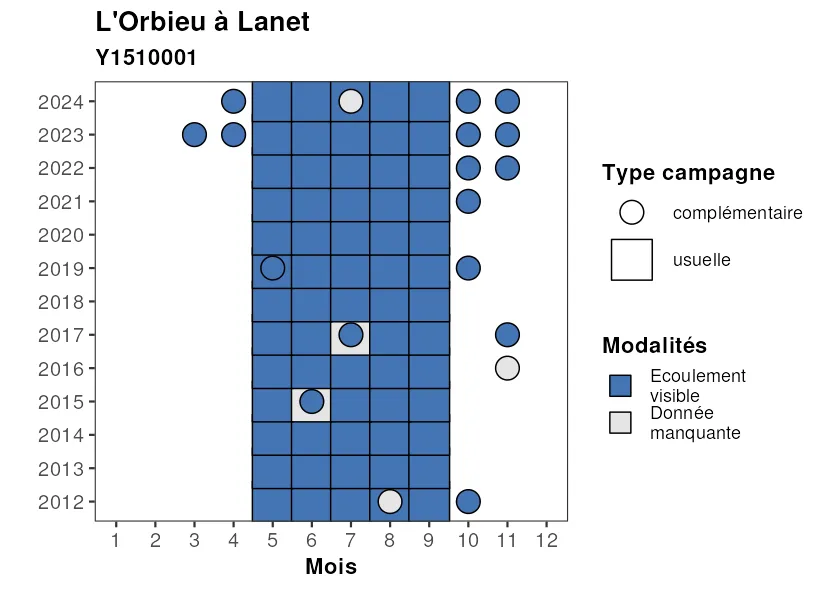 L'Orbieu à Lanet
Y1510001
2024
2023
2022
2021
2020
2019
2018
2017
2016
2015
2014
2013
2012
1 2 3 4 5 6 7 8 9 10 11 12
Mois
Type campagne
complémentaire
usuelle
Modalités
Ecoulement
visible
Donnée
manquante